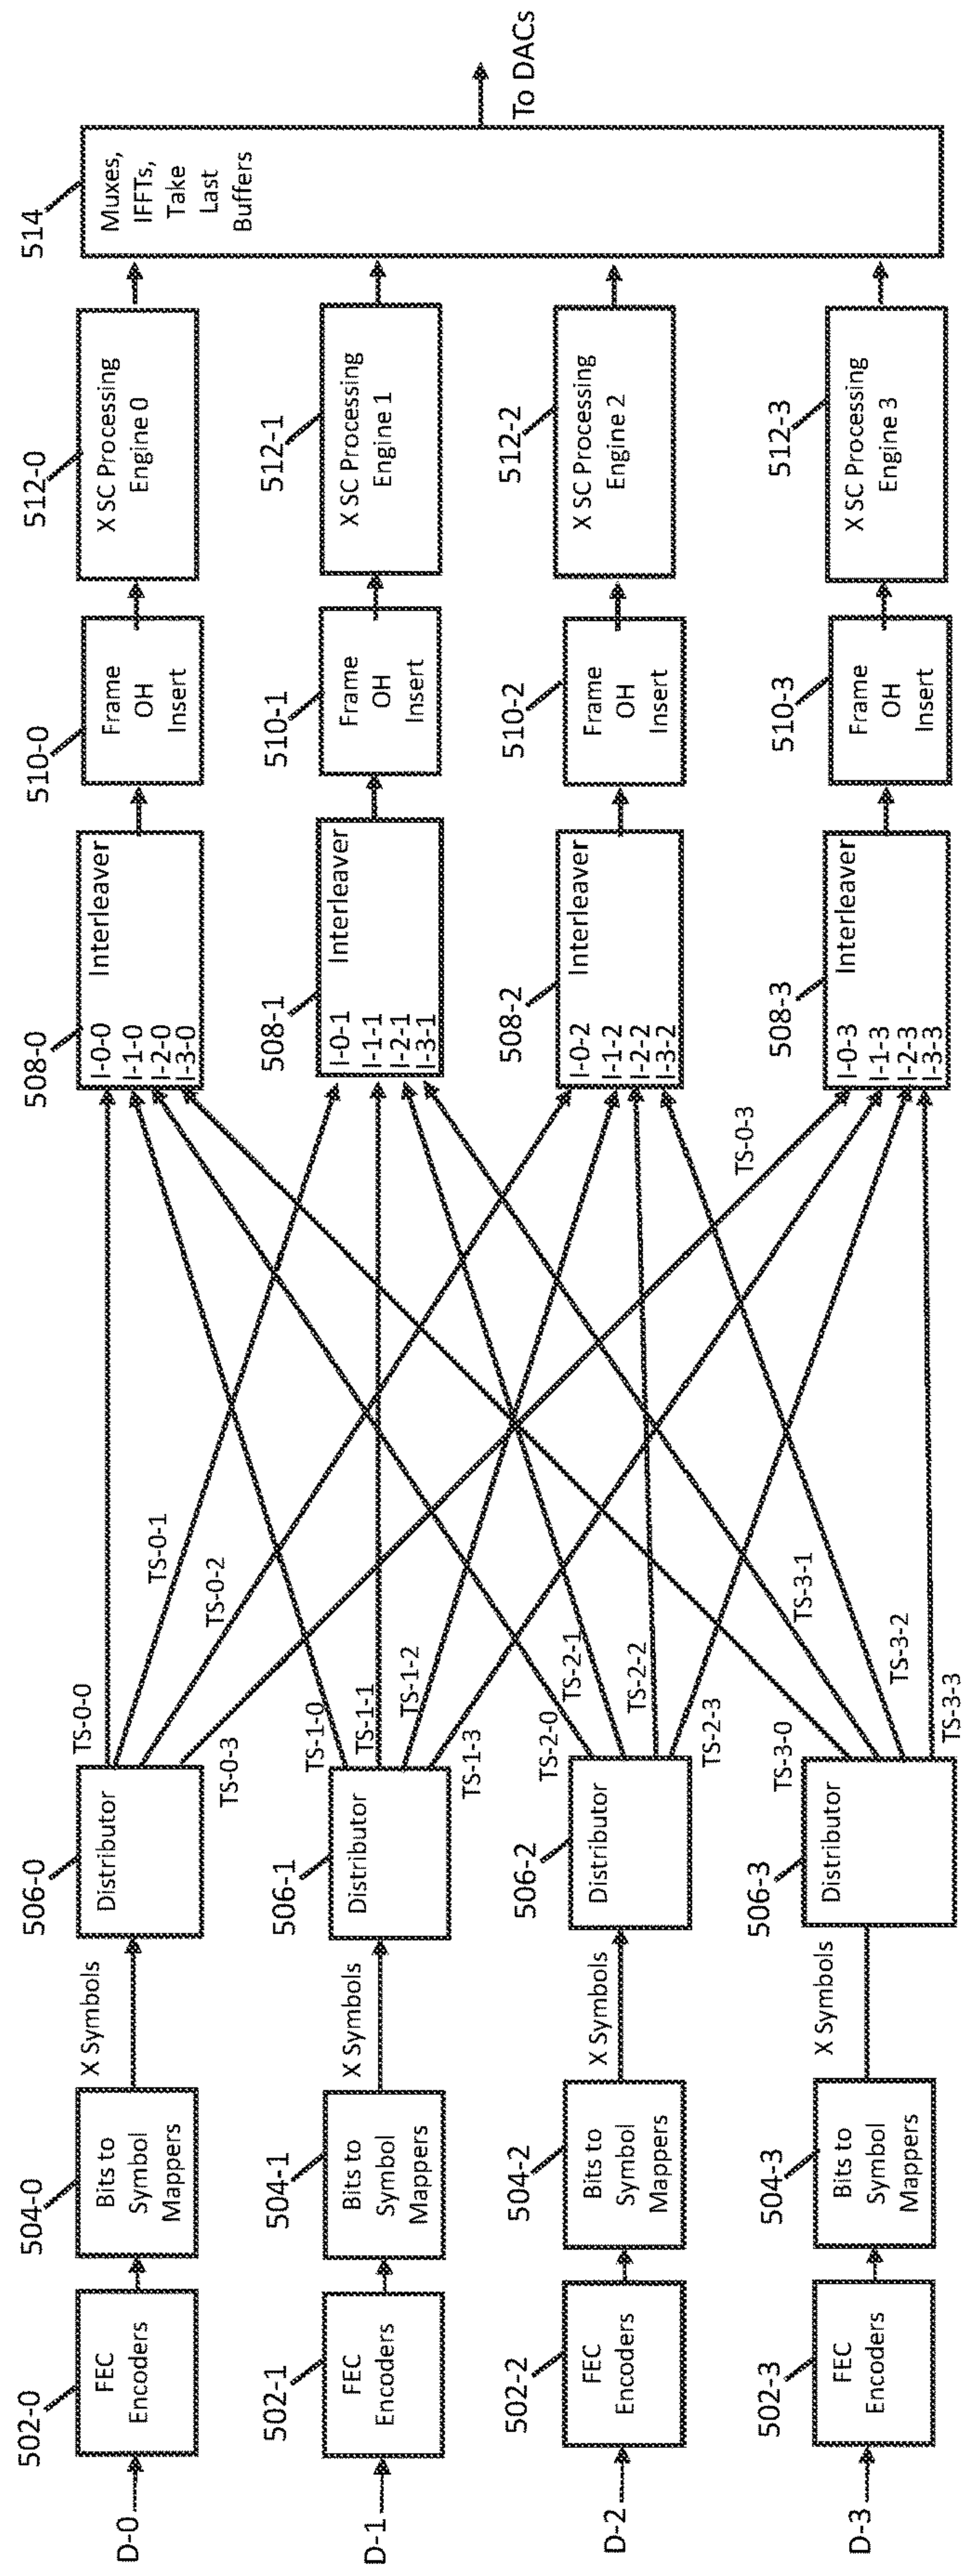 D-0
502-0
FEC
Encoders
504-0
Bits to
Symbol
Mappers
X Symbols
506-0
Distributor
TS-0-0
TS-0-1
TS-0-2
TS-0-3
508-0
I-0-0
I-1-0
I-2-0
I-3-0
Interleaver
510-0
Frame
OH
Insert
512-0
X SC Processing
Engine 0
514
Muxes,
IFFTs,
Take
Last
Buffers
To DACs
D-1
502-1
FEC
Encoders
504-1
Bits to
Symbol
Mappers
X Symbols
506-1
Distributor
TS-1-0
TS-1-1
TS-1-2
TS-1-3
508-1
I-0-1
I-1-1
I-2-1
I-3-1
Interleaver
510-1
Frame
OH
Insert
512-1
X SC Processing
Engine 1
D-2
502-2
FEC
Encoders
504-2
Bits to
Symbol
Mappers
X Symbols
506-2
Distributor
TS-2-0
TS-2-1
TS-2-2
TS-2-3
508-2
I-0-2
I-1-2
I-2-2
I-3-2
Interleaver
510-2
Frame
OH
Insert
512-2
X SC Processing
Engine 2
D-3
502-3
FEC
Encoders
504-3
Bits to
Symbol
Mappers
X Symbols
506-3
Distributor
TS-3-0
TS-3-1
TS-3-2
TS-3-3
TS-0-3
508-3
I-0-3
I-1-3
I-2-3
I-3-3
Interleaver
510-3
Frame
OH
Insert
512-3
X SC Processing
Engine 3